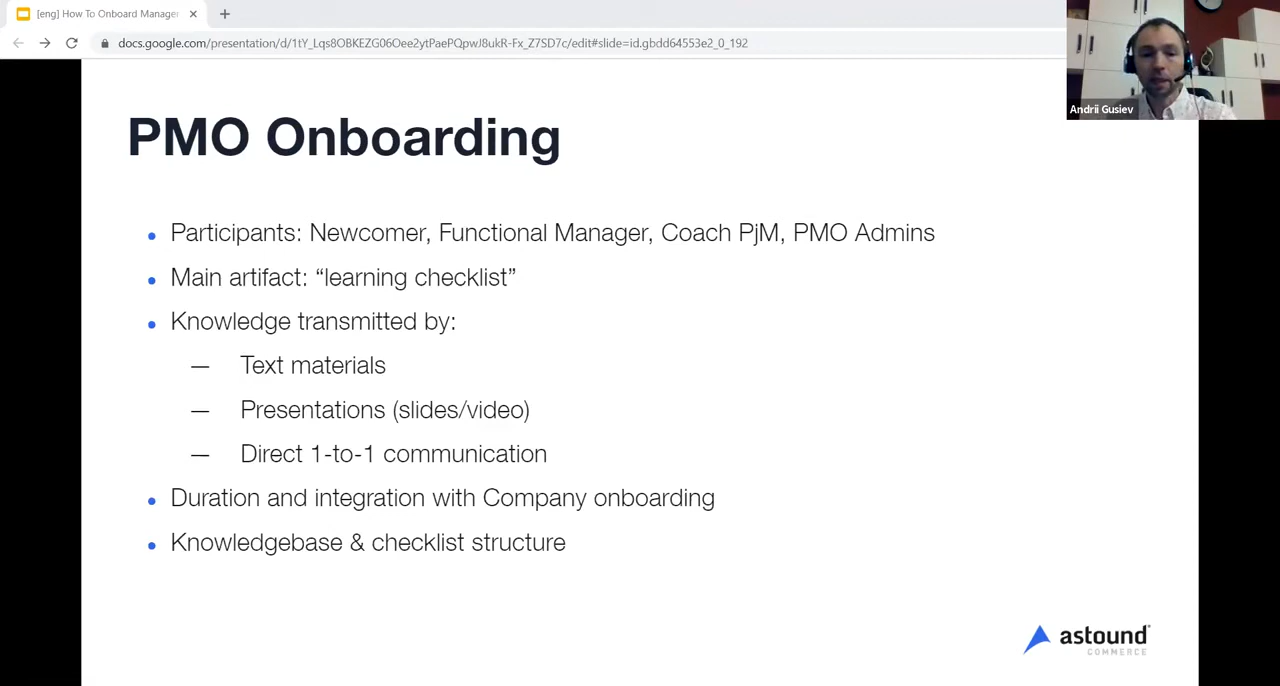 [eng] How To Onboard Manager
docs.google.com/presentation/d/1tY_Lqs8OBKEZG06Oee2ytPaePQpwJ8ukR-Fx_Z7SD7c/edit#slide=id.gbdd64553e2_0_192
Andrii Gusiev
PMO Onboarding
• Participants: Newcomer, Functional Manager, Coach PjM, PMO Admins
• Main artifact: “learning checklist”
• Knowledge transmitted by:
— Text materials
— Presentations (slides/video)
— Direct 1-to-1 communication
• Duration and integration with Company onboarding
• Knowledgebase & checklist structure
astound
COMMERCE